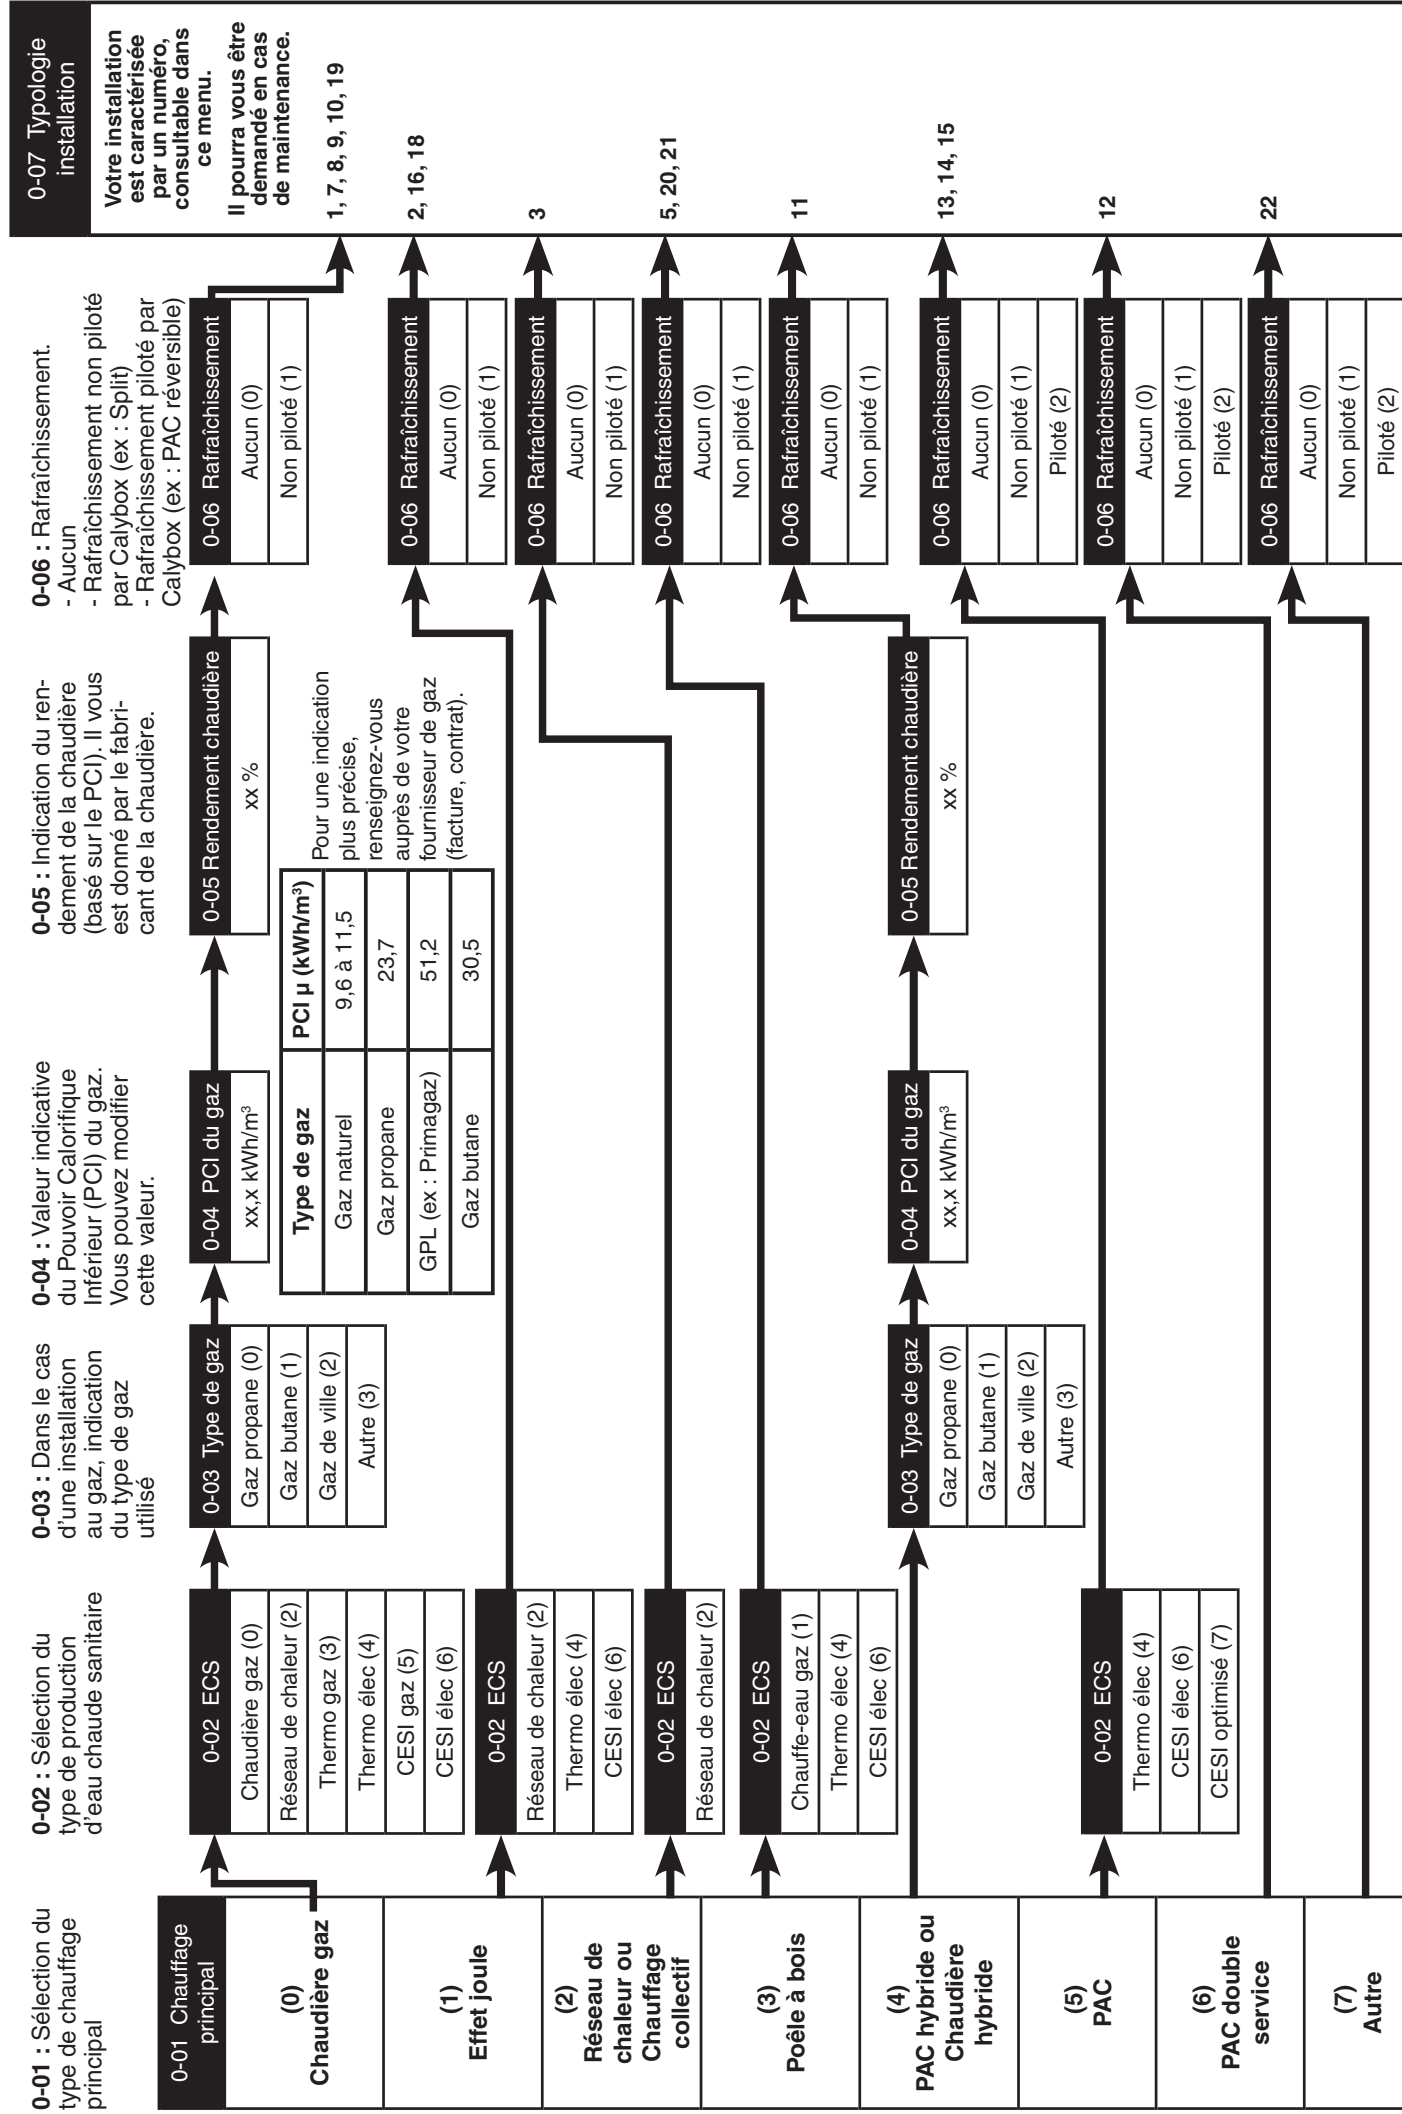 0-01 : Sélection du
type de chauffage
principal
0-02 : Sélection du
type de production
d'eau chaude sanitaire
0-03 : Dans le cas
d'une installation
au gaz, indication
du type de gaz
utilisé
0-04 : Valeur indicative
du Pouvoir Calorifique
Inférieur (PCI) du gaz.
Vous pouvez modifier
cette valeur.
0-05 : Indication du ren-
dement de la chaudière
(basé sur le PCI). Il vous
est donné par le fabri-
cant de la chaudière.
0-06 : Rafraîchissement.
- Aucun
- Rafraîchissement non piloté
par Calybox (ex : Split)
- Rafraîchissement piloté par
Calybox (ex : PAC réversible)
0-07 Typologie
installation
Votre installation
est caractérisée
par un numéro,
consultable dans
ce menu.
Il pourra vous être
demandé en cas
de maintenance.
0-01 Chauffage
principal
(0)
Chaudière gaz
0-02 ECS
Chaudière gaz (0)
Réseau de chaleur (2)
Thermo gaz (3)
Thermo élec (4)
CESI gaz (5)
CESI élec (6)
0-03 Type de gaz
Gaz propane (0)
Gaz butane (1)
Gaz de ville (2)
Autre (3)
0-04 PCI du gaz
xx,x kWh/m³
0-05 Rendement chaudière
xx %
0-06 Rafraîchissement
Aucun (0)
Non piloté (1)
1, 7, 8, 9, 10, 19
Type de gaz PCI µ (kWh/m³)
Gaz naturel 9,6 à 11,5
Gaz propane 23,7
GPL (ex : Primagaz) 51,2
Gaz butane 30,5
Pour une indication
plus précise,
renseignez-vous
auprès de votre
fournisseur de gaz
(facture, contrat).
(1)
Effet joule
0-02 ECS
Réseau de chaleur (2)
Thermo élec (4)
CESI élec (6)
0-06 Rafraîchissement
Aucun (0)
Non piloté (1)
2, 16, 18
(2)
Réseau de
chaleur ou
Chauffage
collectif
0-02 ECS
Réseau de chaleur (2)
0-06 Rafraîchissement
Aucun (0)
Non piloté (1)
3
(3)
Poêle à bois
0-02 ECS
Chauffe-eau gaz (1)
Thermo élec (4)
CESI élec (6)
0-06 Rafraîchissement
Aucun (0)
Non piloté (1)
5, 20, 21
(4)
PAC hybride ou
Chaudière
hybride
0-03 Type de gaz
Gaz propane (0)
Gaz butane (1)
Gaz de ville (2)
Autre (3)
0-04 PCI du gaz
xx,x kWh/m³
0-05 Rendement chaudière
xx %
0-06 Rafraîchissement
Aucun (0)
Non piloté (1)
11
(5)
PAC
0-02 ECS
Thermo élec (4)
CESI élec (6)
CESI optimisé (7)
0-06 Rafraîchissement
Aucun (0)
Non piloté (1)
Piloté (2)
13, 14, 15
(6)
PAC double
service
0-06 Rafraîchissement
Aucun (0)
Non piloté (1)
Piloté (2)
12
(7)
Autre
0-06 Rafraîchissement
Aucun (0)
Non piloté (1)
Piloté (2)
22